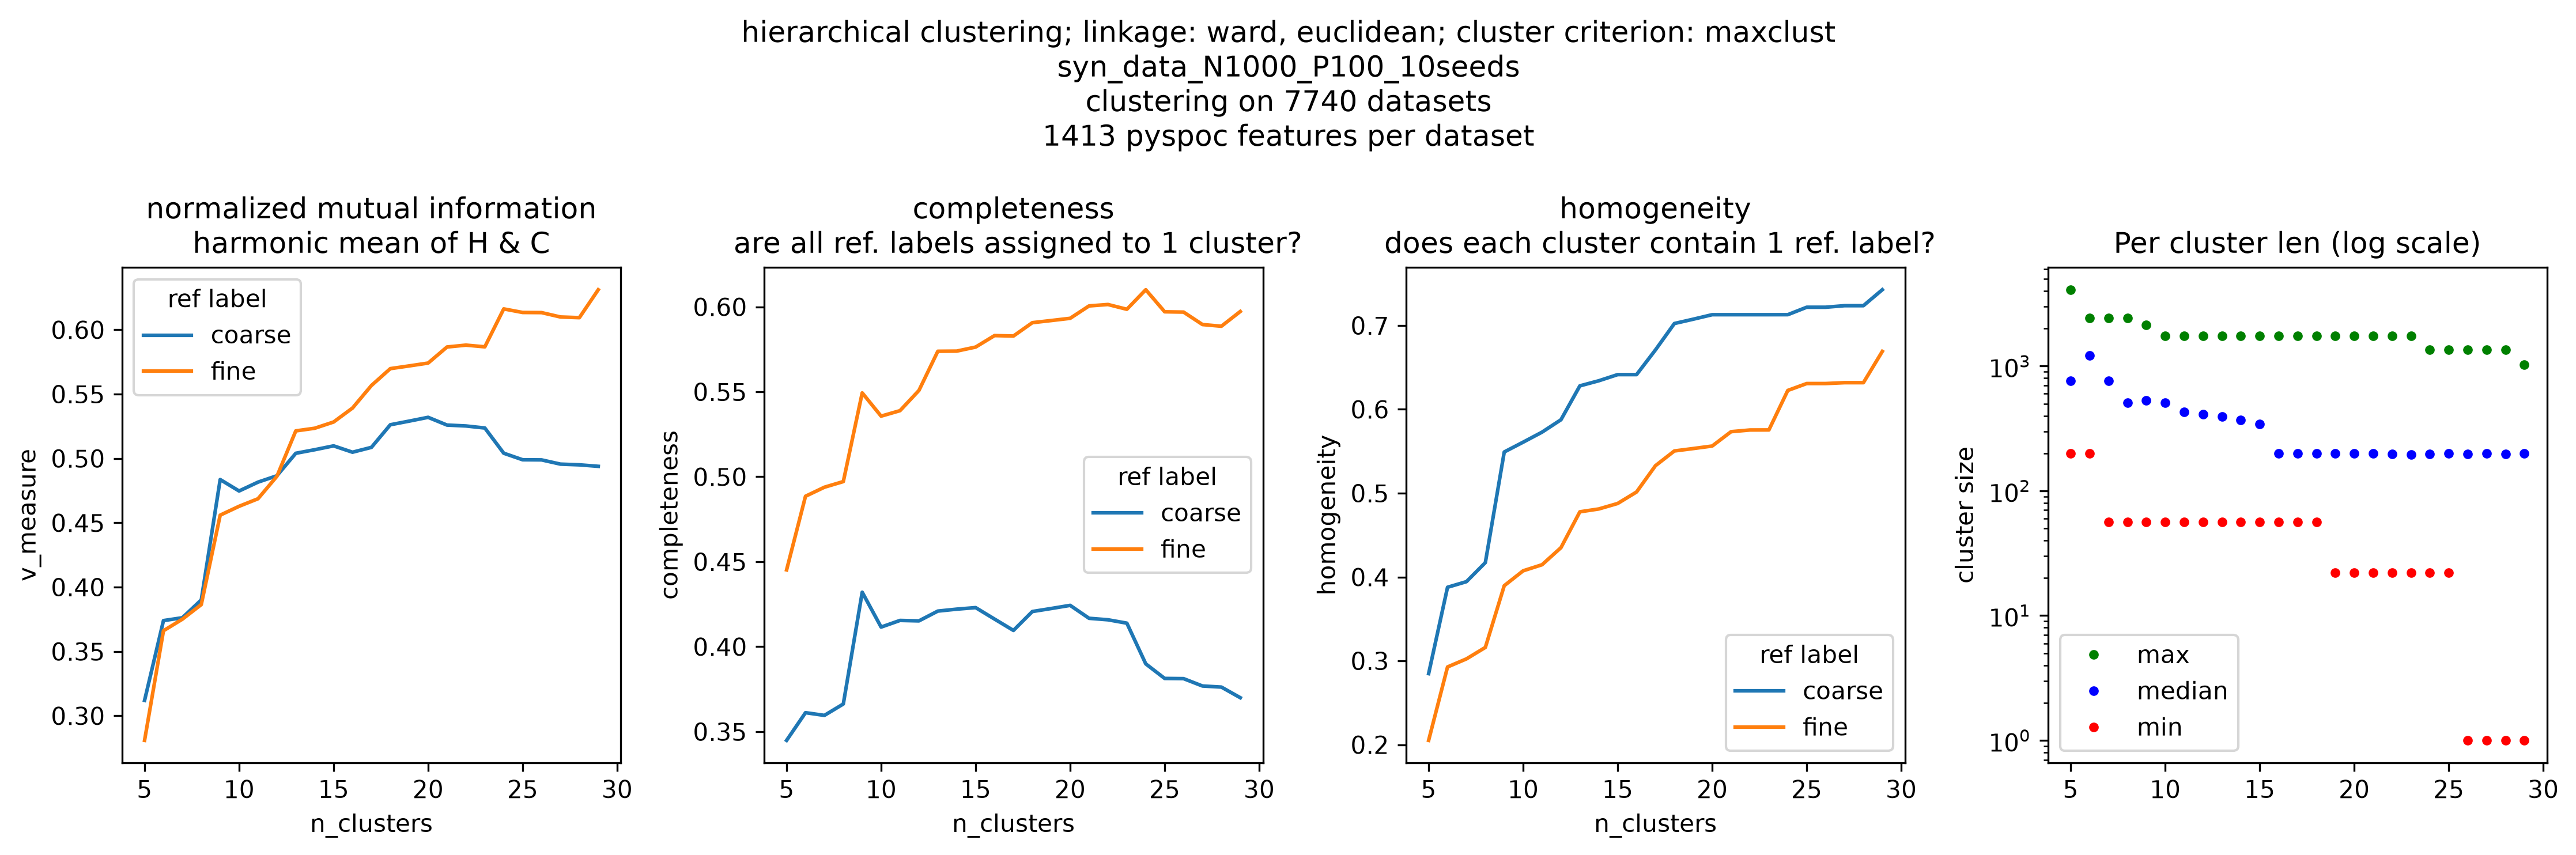 hierarchical clustering; linkage: ward, euclidean; cluster criterion: maxclust
syn_data_N1000_P100_10seeds
clustering on 7740 datasets
1413 pyspoc features per dataset
normalized mutual information
harmonic mean of H & C
ref label
coarse
fine
v_measure
0.60
0.55
0.50
0.45
0.40
0.35
0.30
5 10 15 20 25 30
n_clusters
completeness
are all ref. labels assigned to 1 cluster?
ref label
coarse
fine
completeness
0.60
0.55
0.50
0.45
0.40
0.35
5 10 15 20 25 30
n_clusters
homogeneity
does each cluster contain 1 ref. label?
ref label
coarse
fine
homogeneity
0.7
0.6
0.5
0.4
0.3
0.2
5 10 15 20 25 30
n_clusters
Per cluster len (log scale)
cluster size
10³
10²
10¹
10⁰
max
median
min
5 10 15 20 25 30